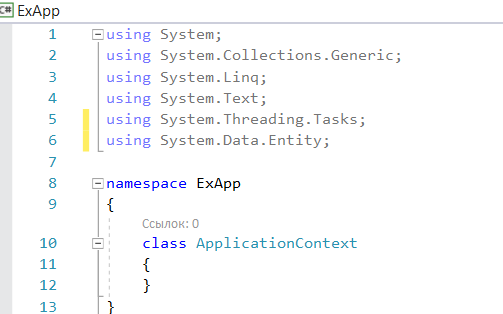 C# ExApp
1 using System;
2 using System.Collections.Generic;
3 using System.Linq;
4 using System.Text;
5 using System.Threading.Tasks;
6 using System.Data.Entity;
7
8 namespace ExApp
9 {
Ссылок: 0
10 class ApplicationContext
11 {
12 }
13 }